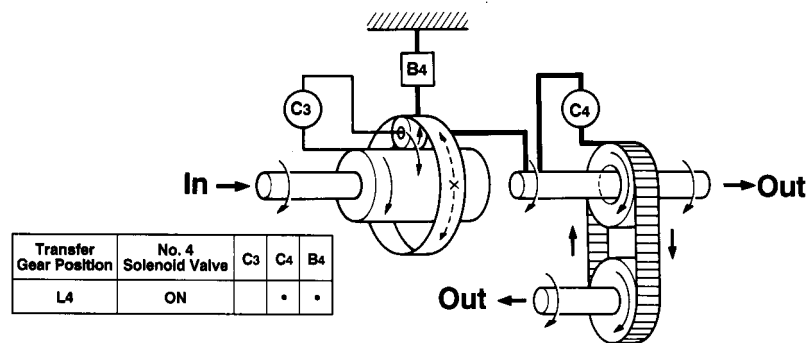 B4
C3
C4
In
Out
Out
Transfer Gear Position No. 4 Solenoid Valve C3 C4 B4
L4 ON • •